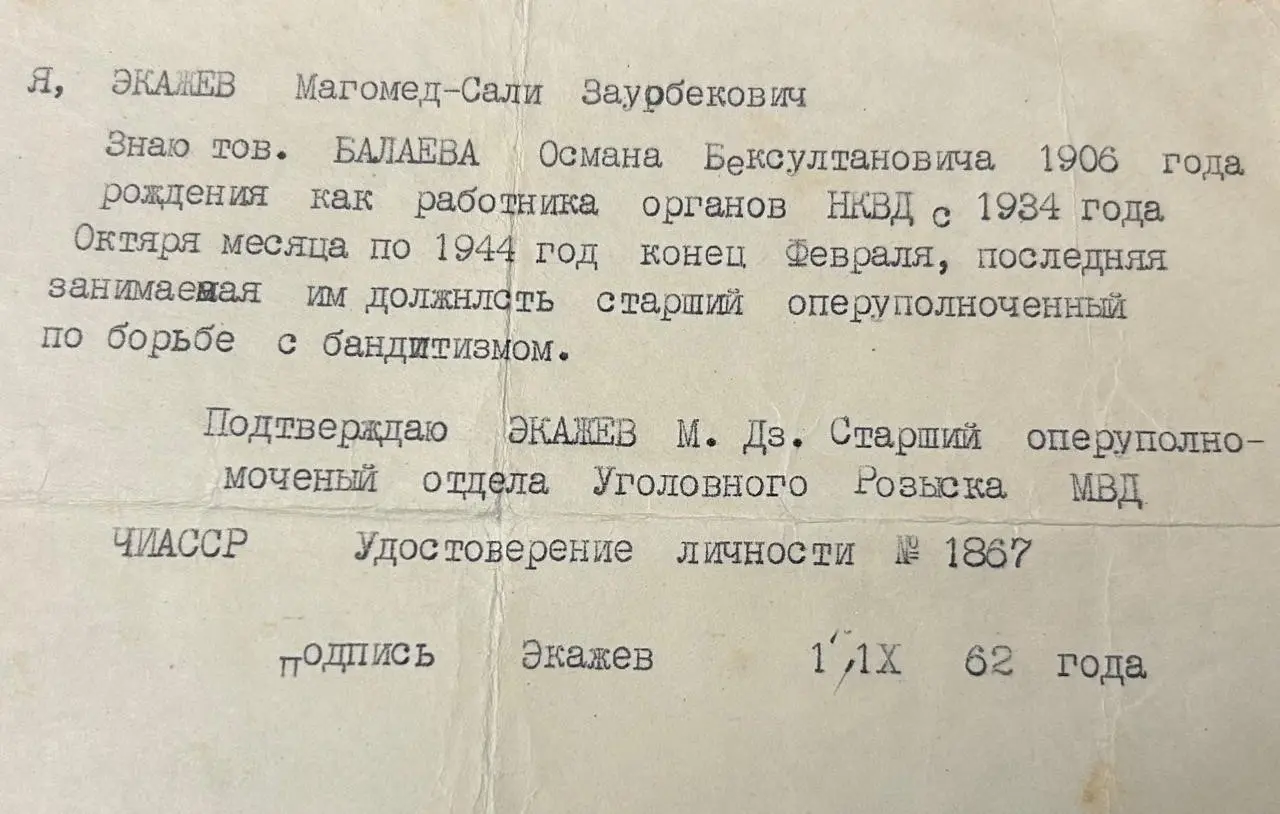 Я, ЭКАЖЕВ Магомед-Сали Заурбекович
Знаю тов. БАЛАЕВА Османа Бексултановича 1906 года
рождения как работника органов НКВД с 1934 года
Октяря месяца по 1944 год конец Февраля, последняя
занимаемая им должнлсть старший оперуполноченный
по борьбе с бандитизмом.
Подтверждаю ЭКАЖЕВ М. Дз. Старший оперуполно-
моченый отдела Уголовного Розыска МВД
ЧИАССР Удостоверение личности № 1867
подпись Экажев 1/1X 62 года